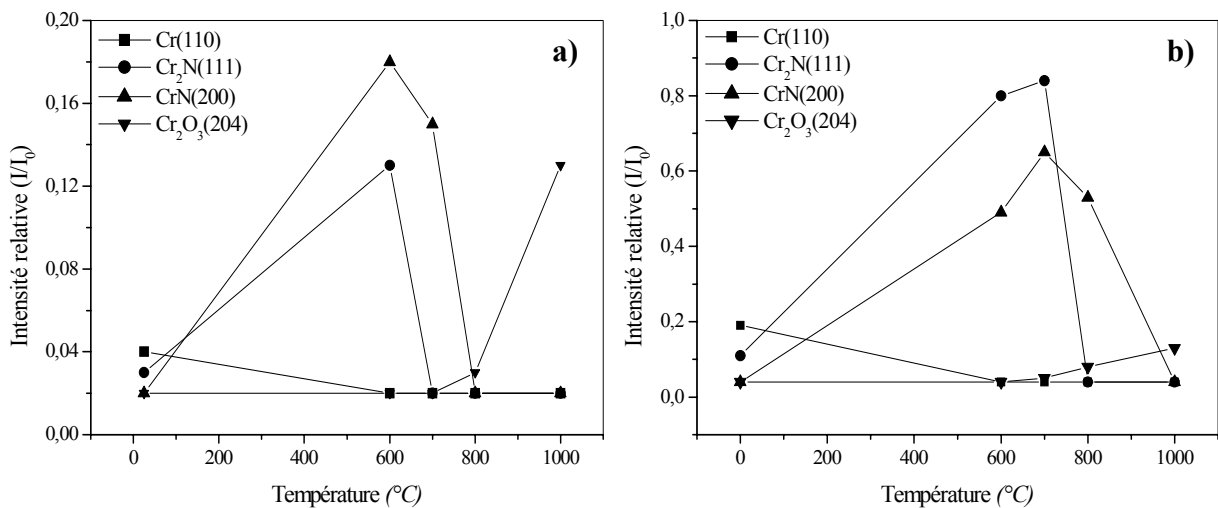 a)
Cr(110)
Cr₂N(111)
CrN(200)
Cr₂O₃(204)
Intensité relative (I/I₀)
0,20
0,16
0,12
0,08
0,04
0,00
0 200 400 600 800 1000
Température (°C)
b)
Cr(110)
Cr₂N(111)
CrN(200)
Cr₂O₃(204)
Intensité relative (I/I₀)
1,0
0,8
0,6
0,4
0,2
0,0
0 200 400 600 800 1000
Température (°C)